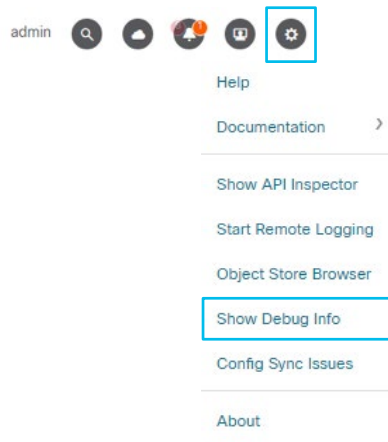 admin
Help
Documentation
Show API Inspector
Start Remote Logging
Object Store Browser
Show Debug Info
Config Sync Issues
About